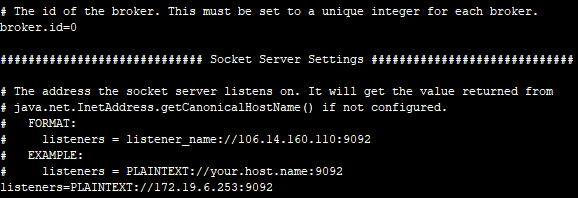 # The id of the broker. This must be set to a unique integer for each broker.
broker.id=0
############################# Socket Server Settings #############################
# The address the socket server listens on. It will get the value returned from
# java.net.InetAddress.getCanonicalHostName() if not configured.
#   FORMAT:
#     listeners = listener_name://106.14.160.110:9092
#   EXAMPLE:
#     listeners = PLAINTEXT://your.host.name:9092
listeners=PLAINTEXT://172.19.6.253:9092